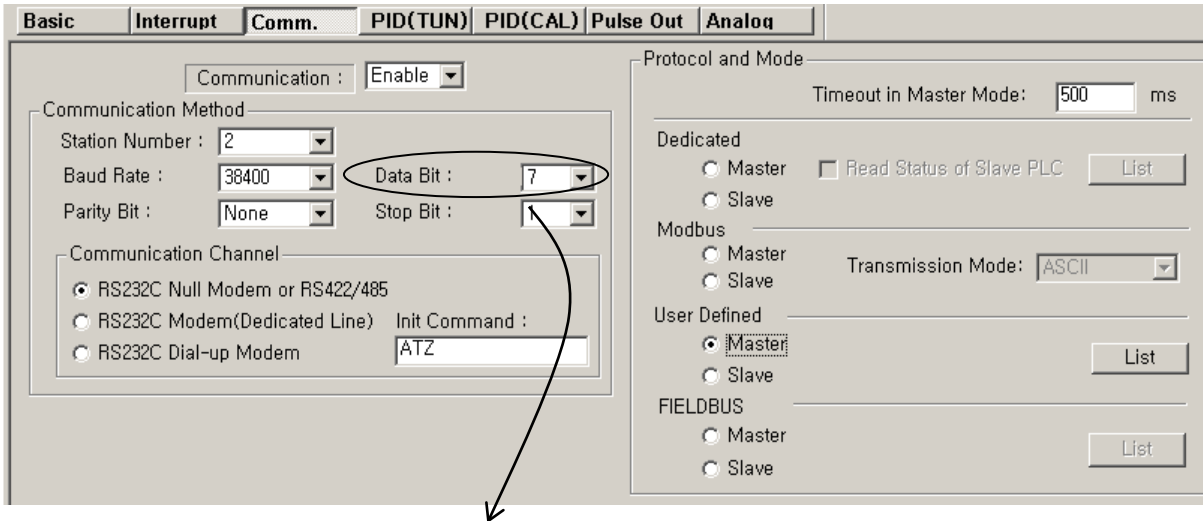 Basic Interrupt Comm. PID(TUN) PID(CAL) Pulse Out Analog
Communication : Enable
Communication Method
Station Number : 2
Baud Rate : 38400 Data Bit : 7
Parity Bit : None Stop Bit : 1
Communication Channel
RS232C Null Modem or RS422/485
RS232C Modem(Dedicated Line) Init Command :
RS232C Dial-up Modem ATZ
Protocol and Mode
Timeout in Master Mode: 500 ms
Dedicated
Master Read Status of Slave PLC List
Slave
Modbus
Master Transmission Mode: ASCII
Slave
User Defined
Master List
Slave
FIELDBUS
Master List
Slave